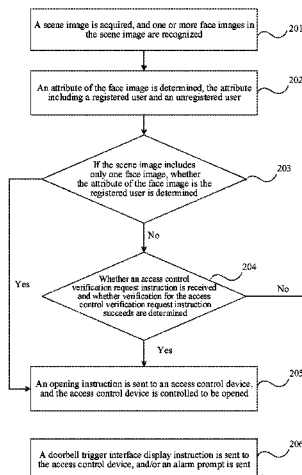 A scene image is acquired, and one or more face images in
the scene image are recognized
201
An attribute of the face image is determined, the attribute
including a registered user and an unregistered user
202
If the scene image includes
only one face image, whether
the attribute of the face image is the
registered user is determined
203
No
Yes
204
Whether an access control
verification request instruction is received and
whether verification for the access
control verification request instruction
succeeds are determined
No
Yes
205
An opening instruction is sent to an access control device,
and the access control device is controlled to be opened
206
A doorbell trigger interface display instruction is sent to
the access control device, and/or an alarm prompt is sent